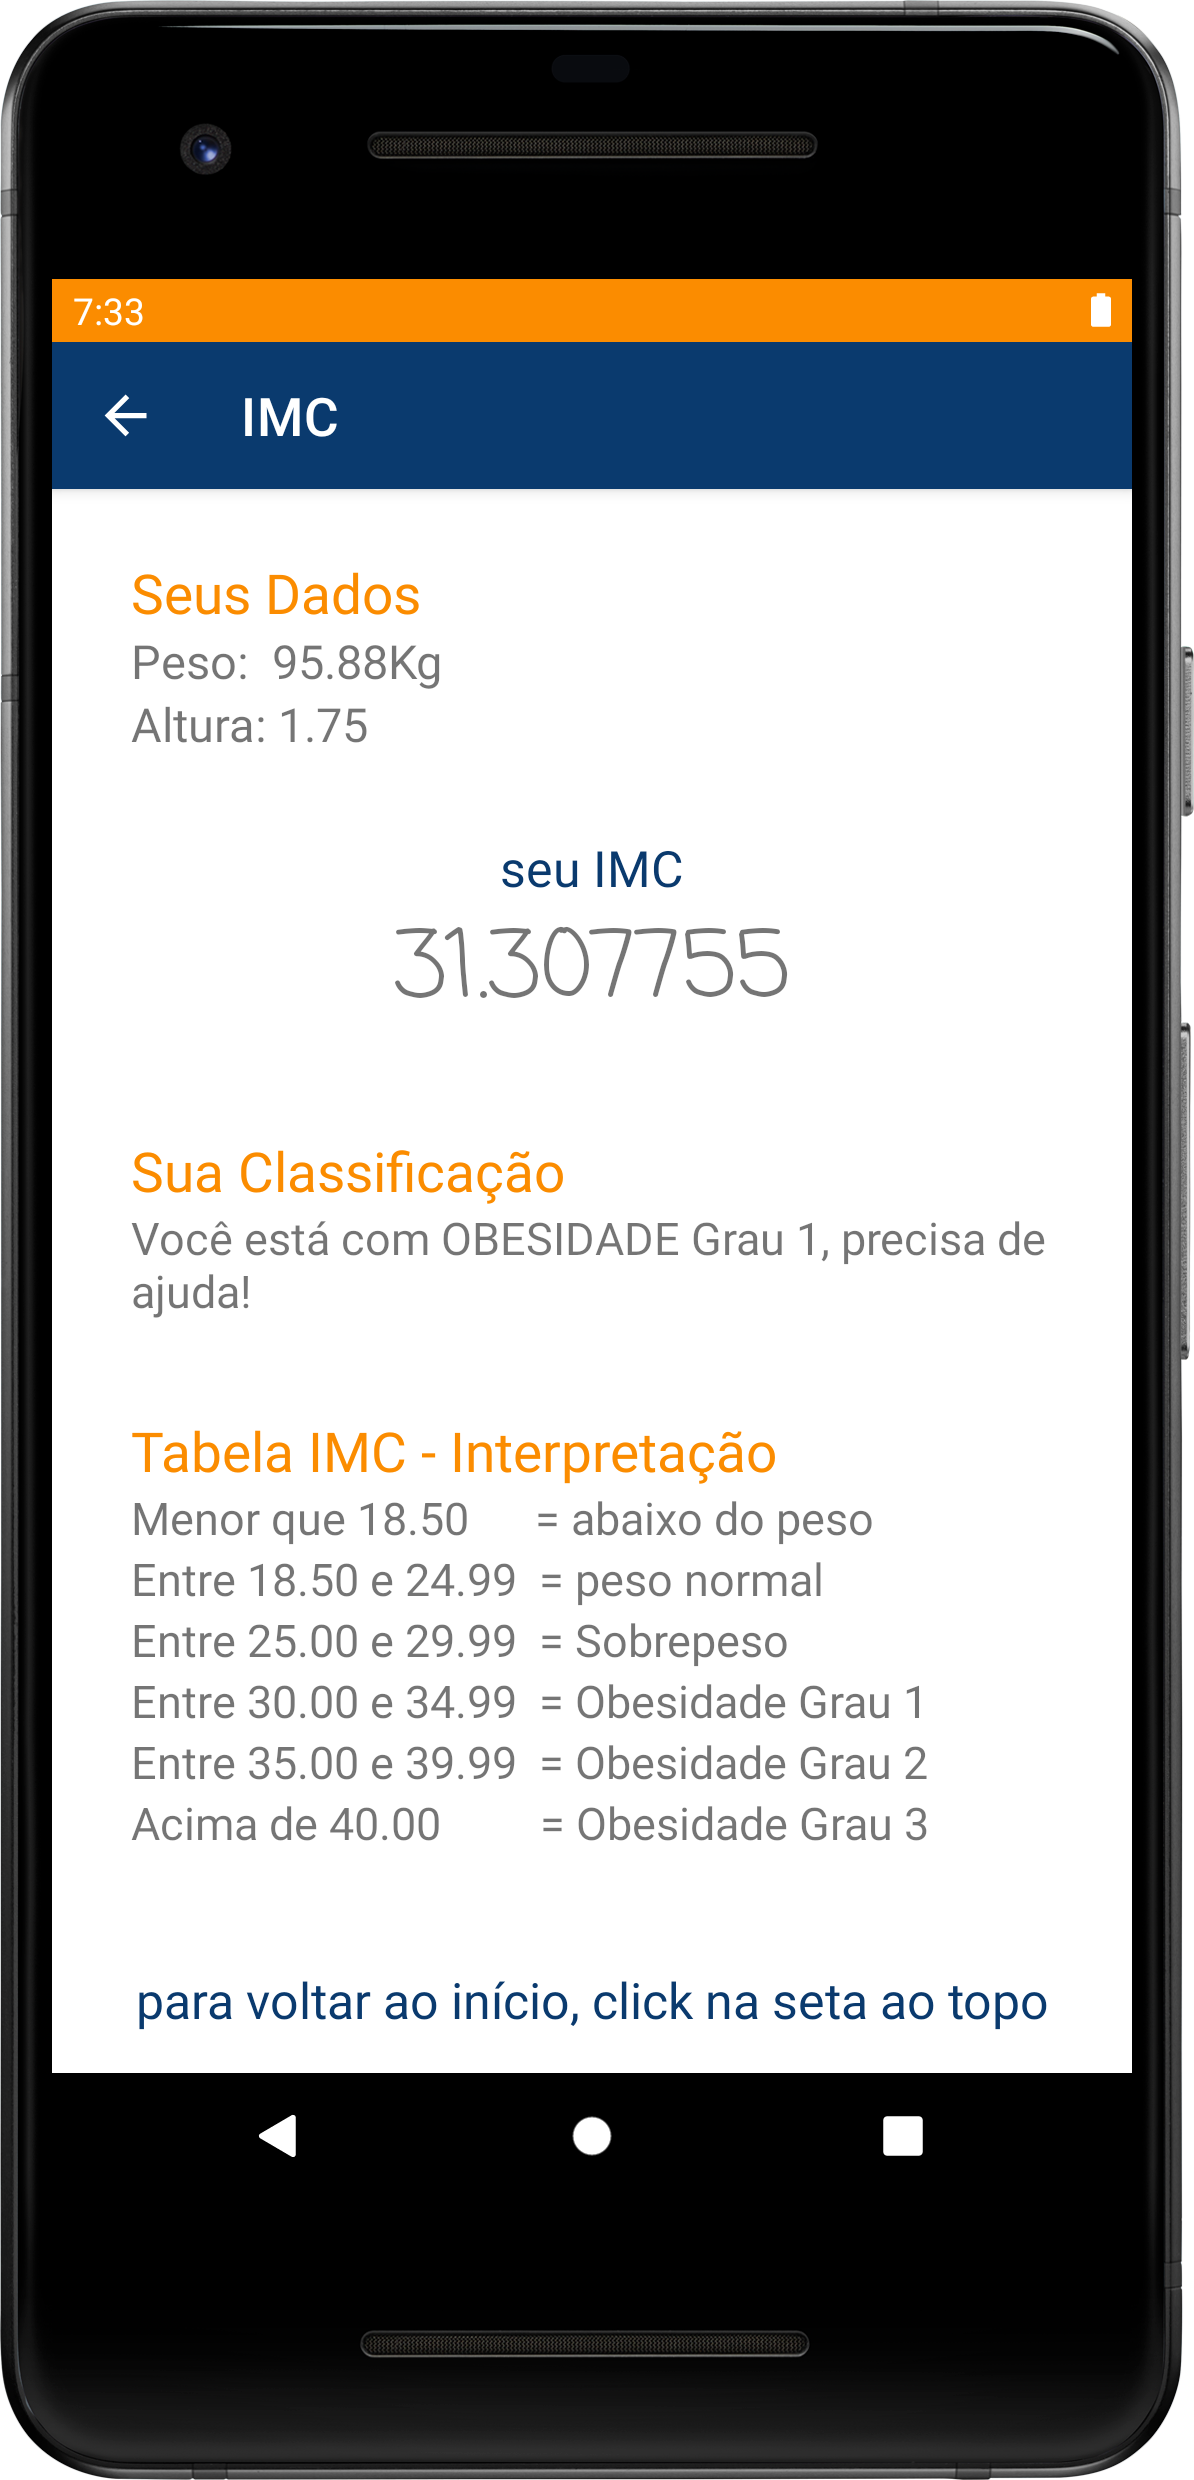 7:33
IMC
Seus Dados
Peso:  95.88Kg
Altura: 1.75
seu IMC
31.307755
Sua Classificação
Você está com OBESIDADE Grau 1, precisa de
ajuda!
Tabela IMC - Interpretação
Menor que 18.50      = abaixo do peso
Entre 18.50 e 24.99  = peso normal
Entre 25.00 e 29.99  = Sobrepeso
Entre 30.00 e 34.99  = Obesidade Grau 1
Entre 35.00 e 39.99  = Obesidade Grau 2
Acima de 40.00         = Obesidade Grau 3
para voltar ao início, click na seta ao topo